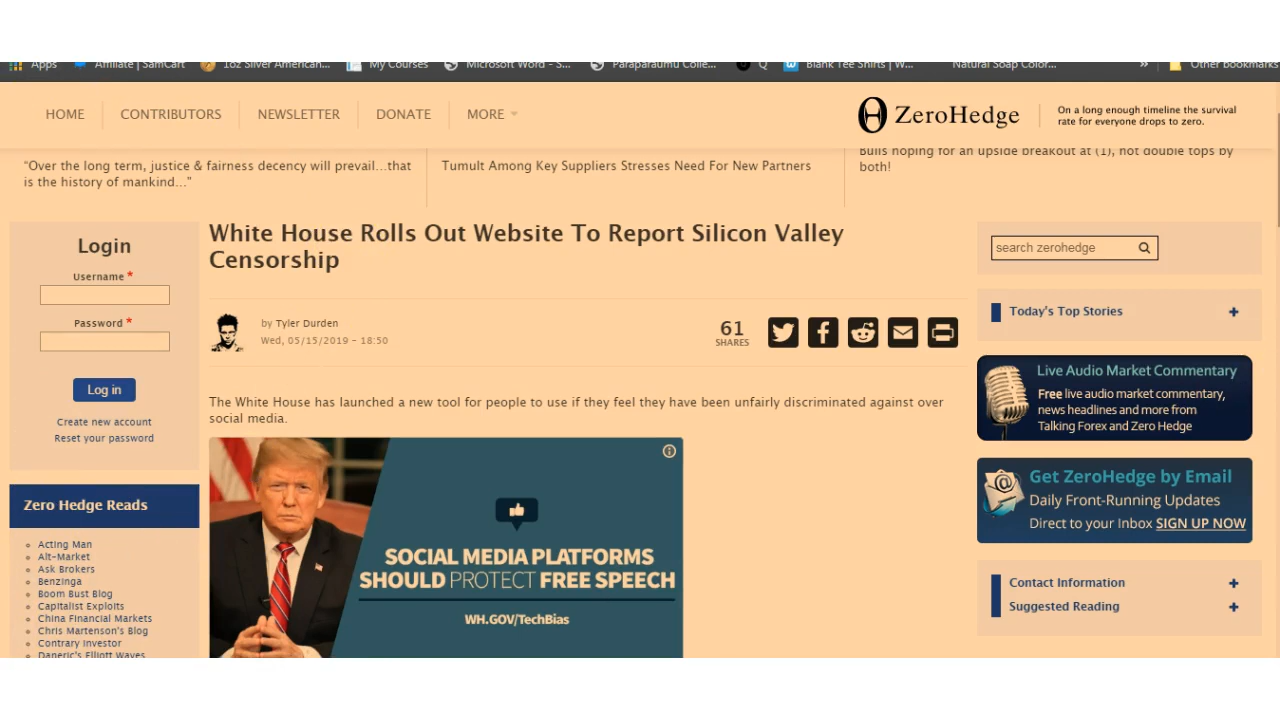 Apps
Affiliate | SamCart
1oz Silver American...
My Courses
Microsoft Word - S...
Paraparaumu Colle...
Q
Blank Tee Shirts | W...
Natural Soap Color...
»
Other bookmarks
HOME
CONTRIBUTORS
NEWSLETTER
DONATE
MORE
ZeroHedge
On a long enough timeline the survival
rate for everyone drops to zero.
“Over the long term, justice & fairness decency will prevail...that
is the history of mankind...”
Tumult Among Key Suppliers Stresses Need For New Partners
Bulls hoping for an upside breakout at (1), not double tops by
both!
Login
Username *
Password *
Log in
Create new account
Reset your password
Zero Hedge Reads
Acting Man
Alt-Market
Ask Brokers
Benzinga
Boom Bust Blog
Capitalist Exploits
China Financial Markets
Chris Martenson's Blog
Contrary Investor
Daneric's Elliott Waves
White House Rolls Out Website To Report Silicon Valley
Censorship
by Tyler Durden
Wed, 05/15/2019 - 18:50
61
SHARES
The White House has launched a new tool for people to use if they feel they have been unfairly discriminated against over
social media.
SOCIAL MEDIA PLATFORMS
SHOULD PROTECT FREE SPEECH
WH.GOV/TechBias
search zerohedge
Today's Top Stories
Live Audio Market Commentary
Free live audio market commentary,
news headlines and more from
Talking Forex and Zero Hedge
Get ZeroHedge by Email
Daily Front-Running Updates
Direct to your Inbox SIGN UP NOW
Contact Information
Suggested Reading